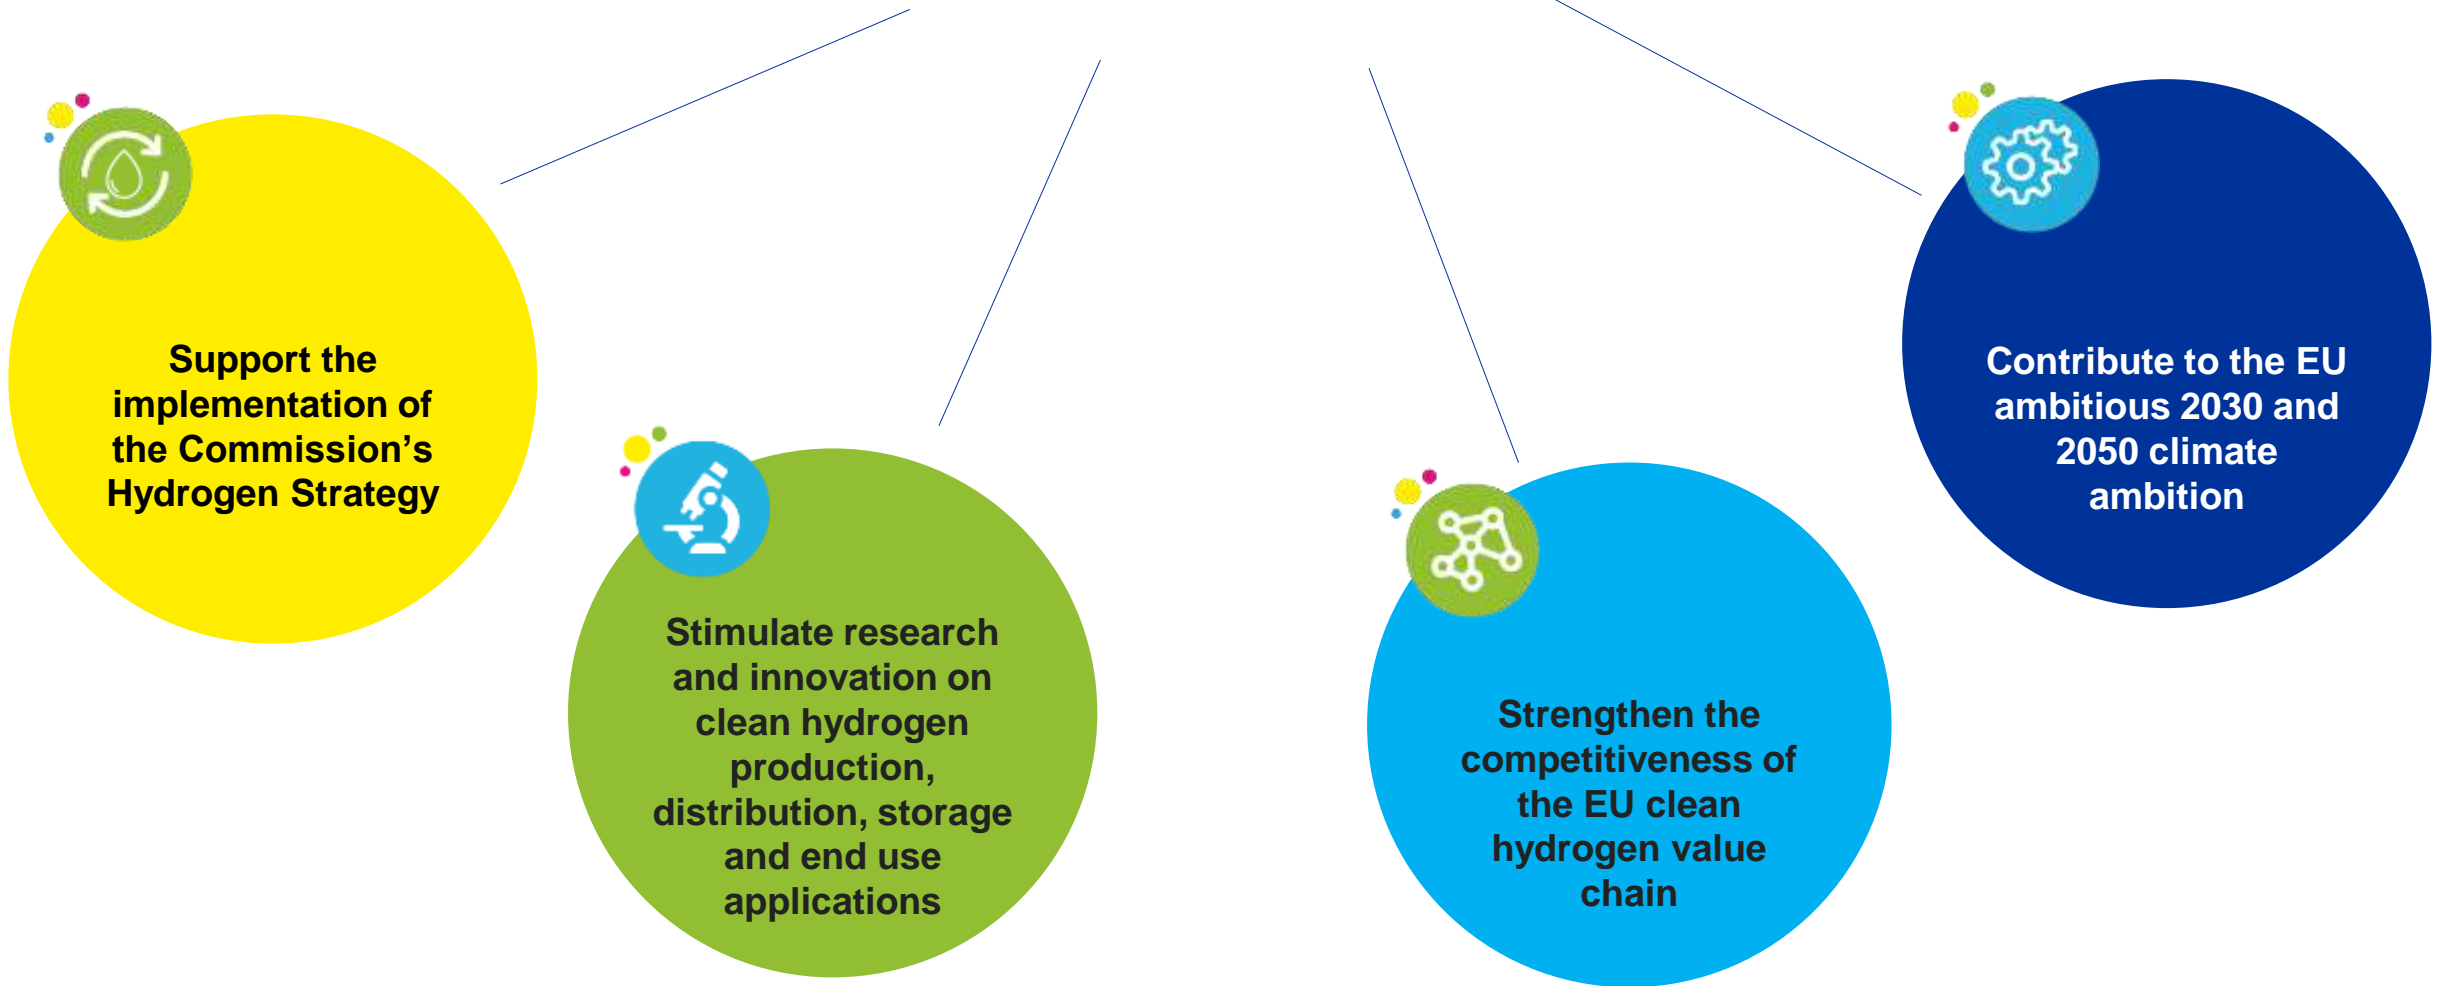 Support the
implementation of
the Commission's
Hydrogen Strategy
Stimulate research
and innovation on
clean hydrogen
production,
distribution, storage
and end use
applications
Strengthen the
competitiveness of
the EU clean
hydrogen value
chain
Contribute to the EU
ambitious 2030 and
2050 climate
ambition